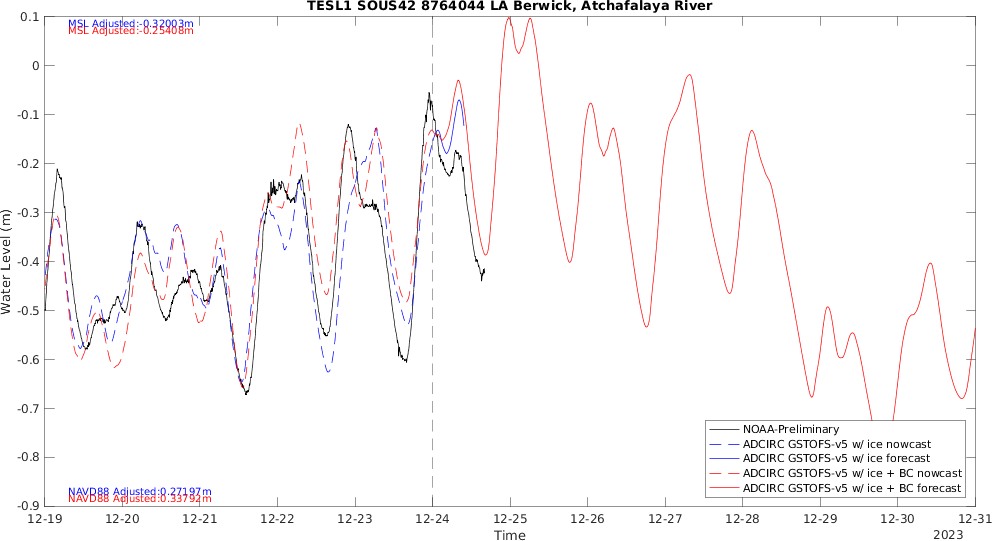 TESL1 SOUS42 8764044 LA Berwick, Atchafalaya River
MSL Adjusted:-0.32003m
MSL Adjusted:-0.25408m
0.1
0
-0.1
-0.2
-0.3
-0.4
-0.5
-0.6
-0.7
-0.8
-0.9
Water Level (m)
NOAA-Preliminary
ADCIRC GSTOFS-v5 w/ ice nowcast
ADCIRC GSTOFS-v5 w/ ice forecast
ADCIRC GSTOFS-v5 w/ ice + BC nowcast
ADCIRC GSTOFS-v5 w/ ice + BC forecast
NAVD88 Adjusted:0.27197m
NAVD88 Adjusted:0.33792m
12-19 12-20 12-21 12-22 12-23 12-24 12-25 12-26 12-27 12-28 12-29 12-30 12-31
Time
2023